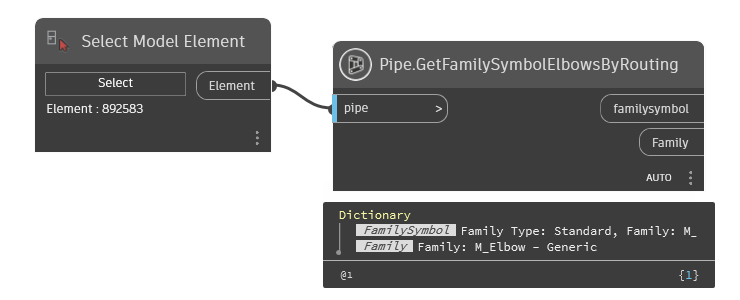 Select Model Element
Select
Element
Element : 892583
Pipe.GetFamilySymbolElbowsByRouting
pipe >
familysymbol
Family
AUTO
Dictionary
FamilySymbol Family Type: Standard, Family: M_
Family Family: M_Elbow - Generic
@1 {1}